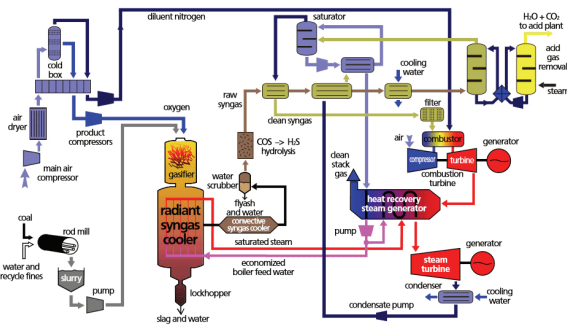 diluent nitrogen
saturator
H₂O + CO₂
to acid plant
cold
box
cooling
water
acid
gas
removal
steam
raw
syngas
clean syngas
filter
oxygen
air
dryer
product
compressors
COS -> H₂S
hydrolysis
air
combustor
generator
compressor
turbine
combustion
turbine
main air
compressor
gasifier
clean
stack
gas
water
scrubber
heat recovery
steam generator
flyash
and water
radiant
syngas
cooler
convective
syngas cooler
pump
saturated steam
coal
rod mill
generator
economized
boiler feed water
steam
turbine
water and
recycle fines
slurry
pump
lockhopper
condenser
cooling
water
condensate pump
slag and water